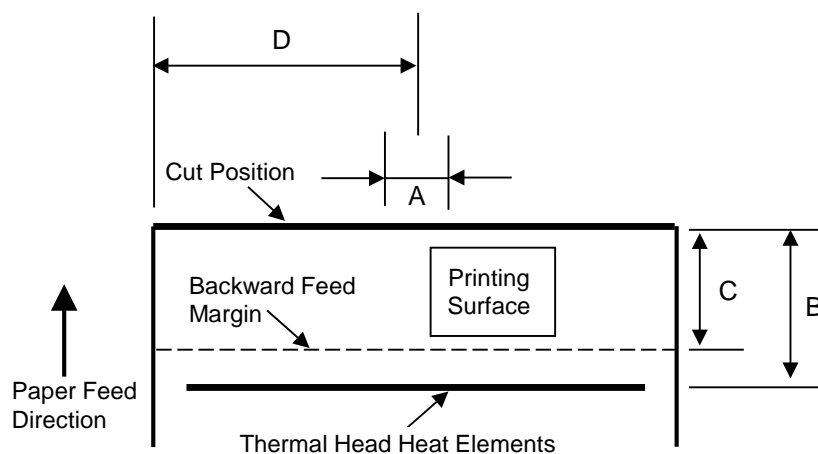 D
A
Cut Position
Printing
Surface
Backward Feed
Margin
C
B
Paper Feed
Direction
Thermal Head Heat Elements